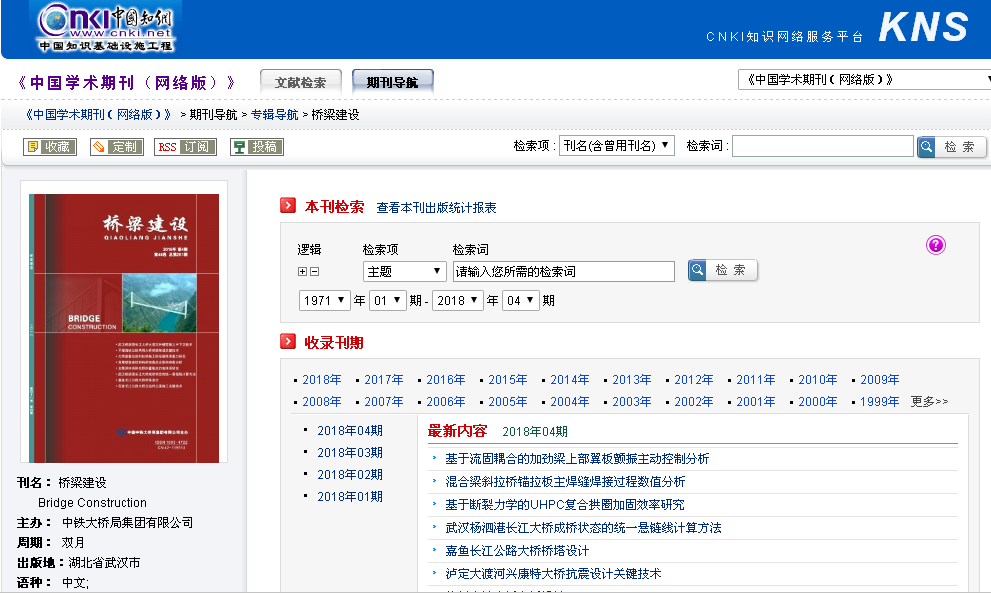 Cnki中国知网
www.cnki.net
中国知识基础设施工程
CNKI知识网络服务平台 KNS
《中国学术期刊（网络版）》 文献检索 期刊导航 《中国学术期刊（网络版）》
《中国学术期刊（网络版）》 >期刊导航 > 专辑导航 > 桥梁建设
收藏 定制 RSS 订阅 投稿 检索项： 刊名(含曾用刊名) 检索词： 检 索
桥梁建设
QIAOLIANG JIANSHE
BRIDGE
CONSTRUCTION
刊名： 桥梁建设
Bridge Construction
主办： 中铁大桥局集团有限公司
周期： 双月
出版地：湖北省武汉市
语种： 中文;
本刊检索 查看本刊出版统计报表
逻辑 检索项 检索词
主题 请输入您所需的检索词 检 索
1971 年 01 期 - 2018 年 04 期
收录刊期
2018年 2017年 2016年 2015年 2014年 2013年 2012年 2011年 2010年 2009年
2008年 2007年 2006年 2005年 2004年 2003年 2002年 2001年 2000年 1999年 更多>>
2018年04期
2018年03期
2018年02期
2018年01期
最新内容 2018年04期
基于流固耦合的加劲梁上部翼板颤振主动控制分析
混合梁斜拉桥锚拉板主焊缝焊接过程数值分析
基于断裂力学的UHPC复合拱圈加固效率研究
武汉杨泗港长江大桥成桥状态的统一悬链线计算方法
嘉鱼长江公路大桥桥塔设计
泸定大渡河兴康特大桥抗震设计关键技术